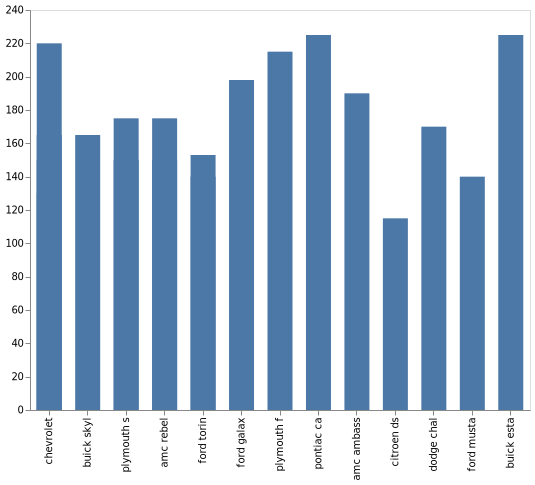 240
220
200
180
160
140
120
100
80
60
40
20
0
chevrolet
buick skyl
plymouth s
amc rebel
ford torin
ford galax
plymouth f
pontiac ca
amc ambass
citroen ds
dodge chal
ford musta
buick esta